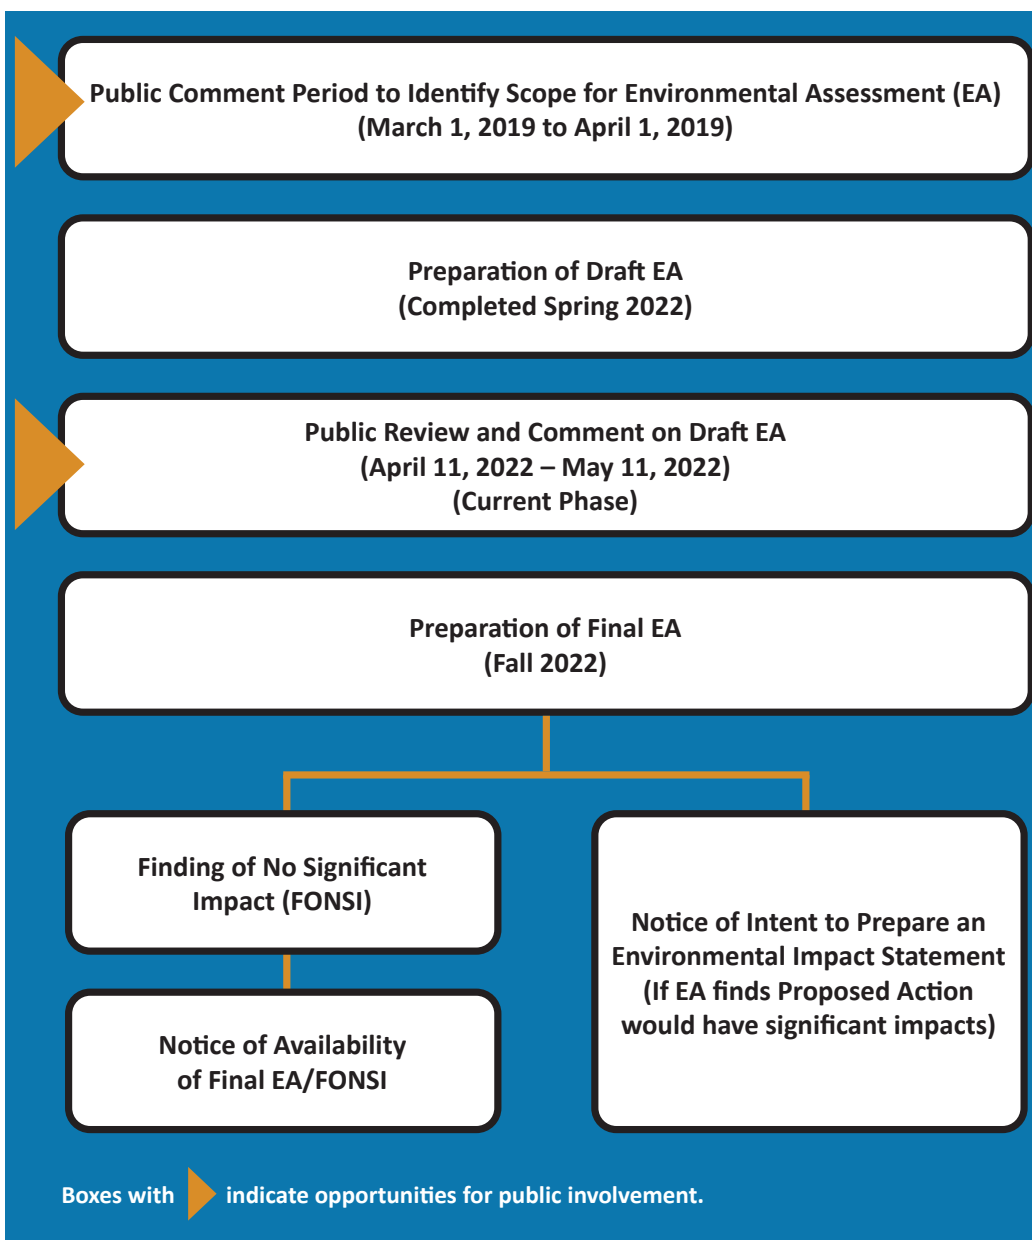 Public Comment Period to Identify Scope for Environmental Assessment (EA)
(March 1, 2019 to April 1, 2019)
Preparation of Draft EA
(Completed Spring 2022)
Public Review and Comment on Draft EA
(April 11, 2022 – May 11, 2022)
(Current Phase)
Preparation of Final EA
(Fall 2022)
Finding of No Significant
Impact (FONSI)
Notice of Availability
of Final EA/FONSI
Notice of Intent to Prepare an
Environmental Impact Statement
(If EA finds Proposed Action
would have significant impacts)
Boxes with indicate opportunities for public involvement.